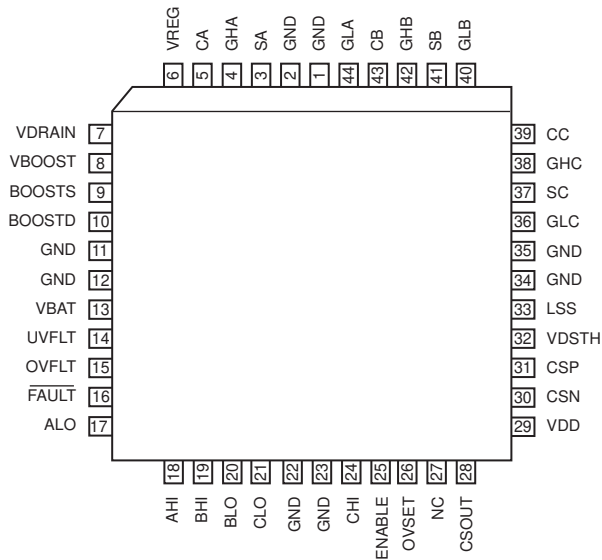 VREG
CA
GHA
SA
GND
GND
GLA
CB
GHB
SB
GLB
6
5
4
3
2
1
44
43
42
41
40
VDRAIN 7
VBOOST 8
BOOSTS 9
BOOSTD 10
GND 11
GND 12
VBAT 13
UVFLT 14
OVFLT 15
FAULT 16
ALO 17
39 CC
38 GHC
37 SC
36 GLC
35 GND
34 GND
33 LSS
32 VDSTH
31 CSP
30 CSN
29 VDD
18
19
20
21
22
23
24
25
26
27
28
AHI
BHI
BLO
CLO
GND
GND
CHI
ENABLE
OVSET
NC
CSOUT